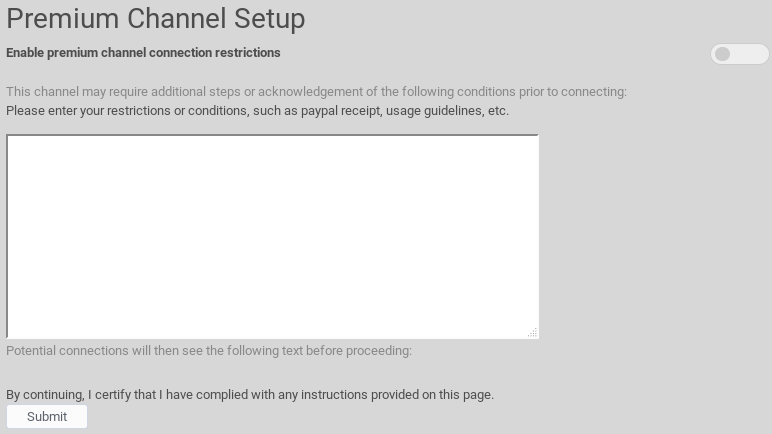 Premium Channel Setup
Enable premium channel connection restrictions
This channel may require additional steps or acknowledgement of the following conditions prior to connecting:
Please enter your restrictions or conditions, such as paypal receipt, usage guidelines, etc.
Potential connections will then see the following text before proceeding:
By continuing, I certify that I have complied with any instructions provided on this page.
Submit